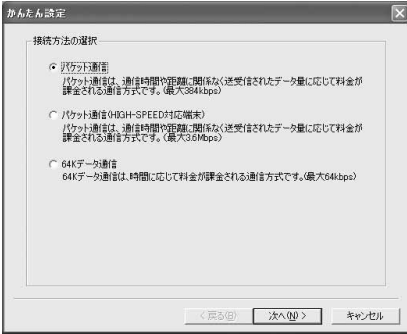 かんたん設定
接続方法の選択
パケット通信
パケット通信は、通信時間や距離に関係なく送受信されたデータ量に応じて料金が
課金される通信方式です。(最大384kbps)
パケット通信(HIGH-SPEED対応端末)
パケット通信は、通信時間や距離に関係なく送受信されたデータ量に応じて料金が
課金される通信方式です。(最大3.6Mbps)
64Kデータ通信
64Kデータ通信は、時間に応じて料金が課金される通信方式です。(最大64kbps)
< 戻る(B)
次へ(N) >
キャンセル